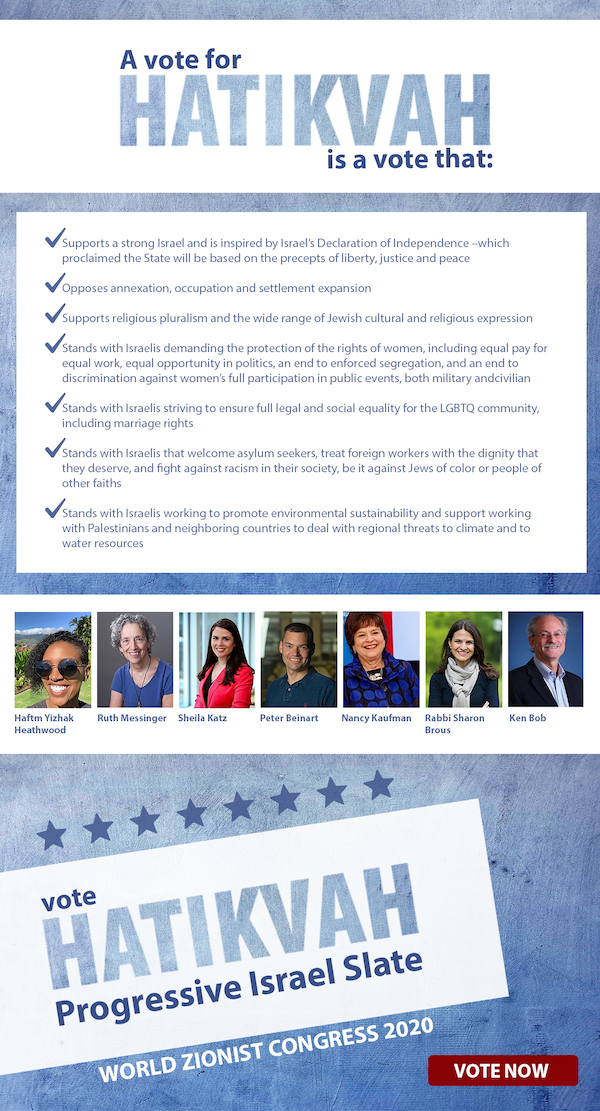 A vote for
HATIKVAH
is a vote that:
Supports a strong Israel and is inspired by Israel's Declaration of Independence –which
proclaimed the State will be based on the precepts of liberty, justice and peace
Opposes annexation, occupation and settlement expansion
Supports religious pluralism and the wide range of Jewish cultural and religious expression
Stands with Israelis demanding the protection of the rights of women, including equal pay for
equal work, equal opportunity in politics, an end to enforced segregation, and an end to
discrimination against women's full participation in public events, both military andcivilian
Stands with Israelis striving to ensure full legal and social equality for the LGBTQ community,
including marriage rights
Stands with Israelis that welcome asylum seekers, treat foreign workers with the dignity that
they deserve, and fight against racism in their society, be it against Jews of color or people of
other faiths
Stands with Israelis working to promote environmental sustainability and support working
with Palestinians and neighboring countries to deal with regional threats to climate and to
water resources
Haftm Yizhak
Heathwood
Ruth Messinger
Sheila Katz
Peter Beinart
Nancy Kaufman
Rabbi Sharon
Brous
Ken Bob
vote
HATIKVAH
Progressive Israel Slate
WORLD ZIONIST CONGRESS 2020
VOTE NOW